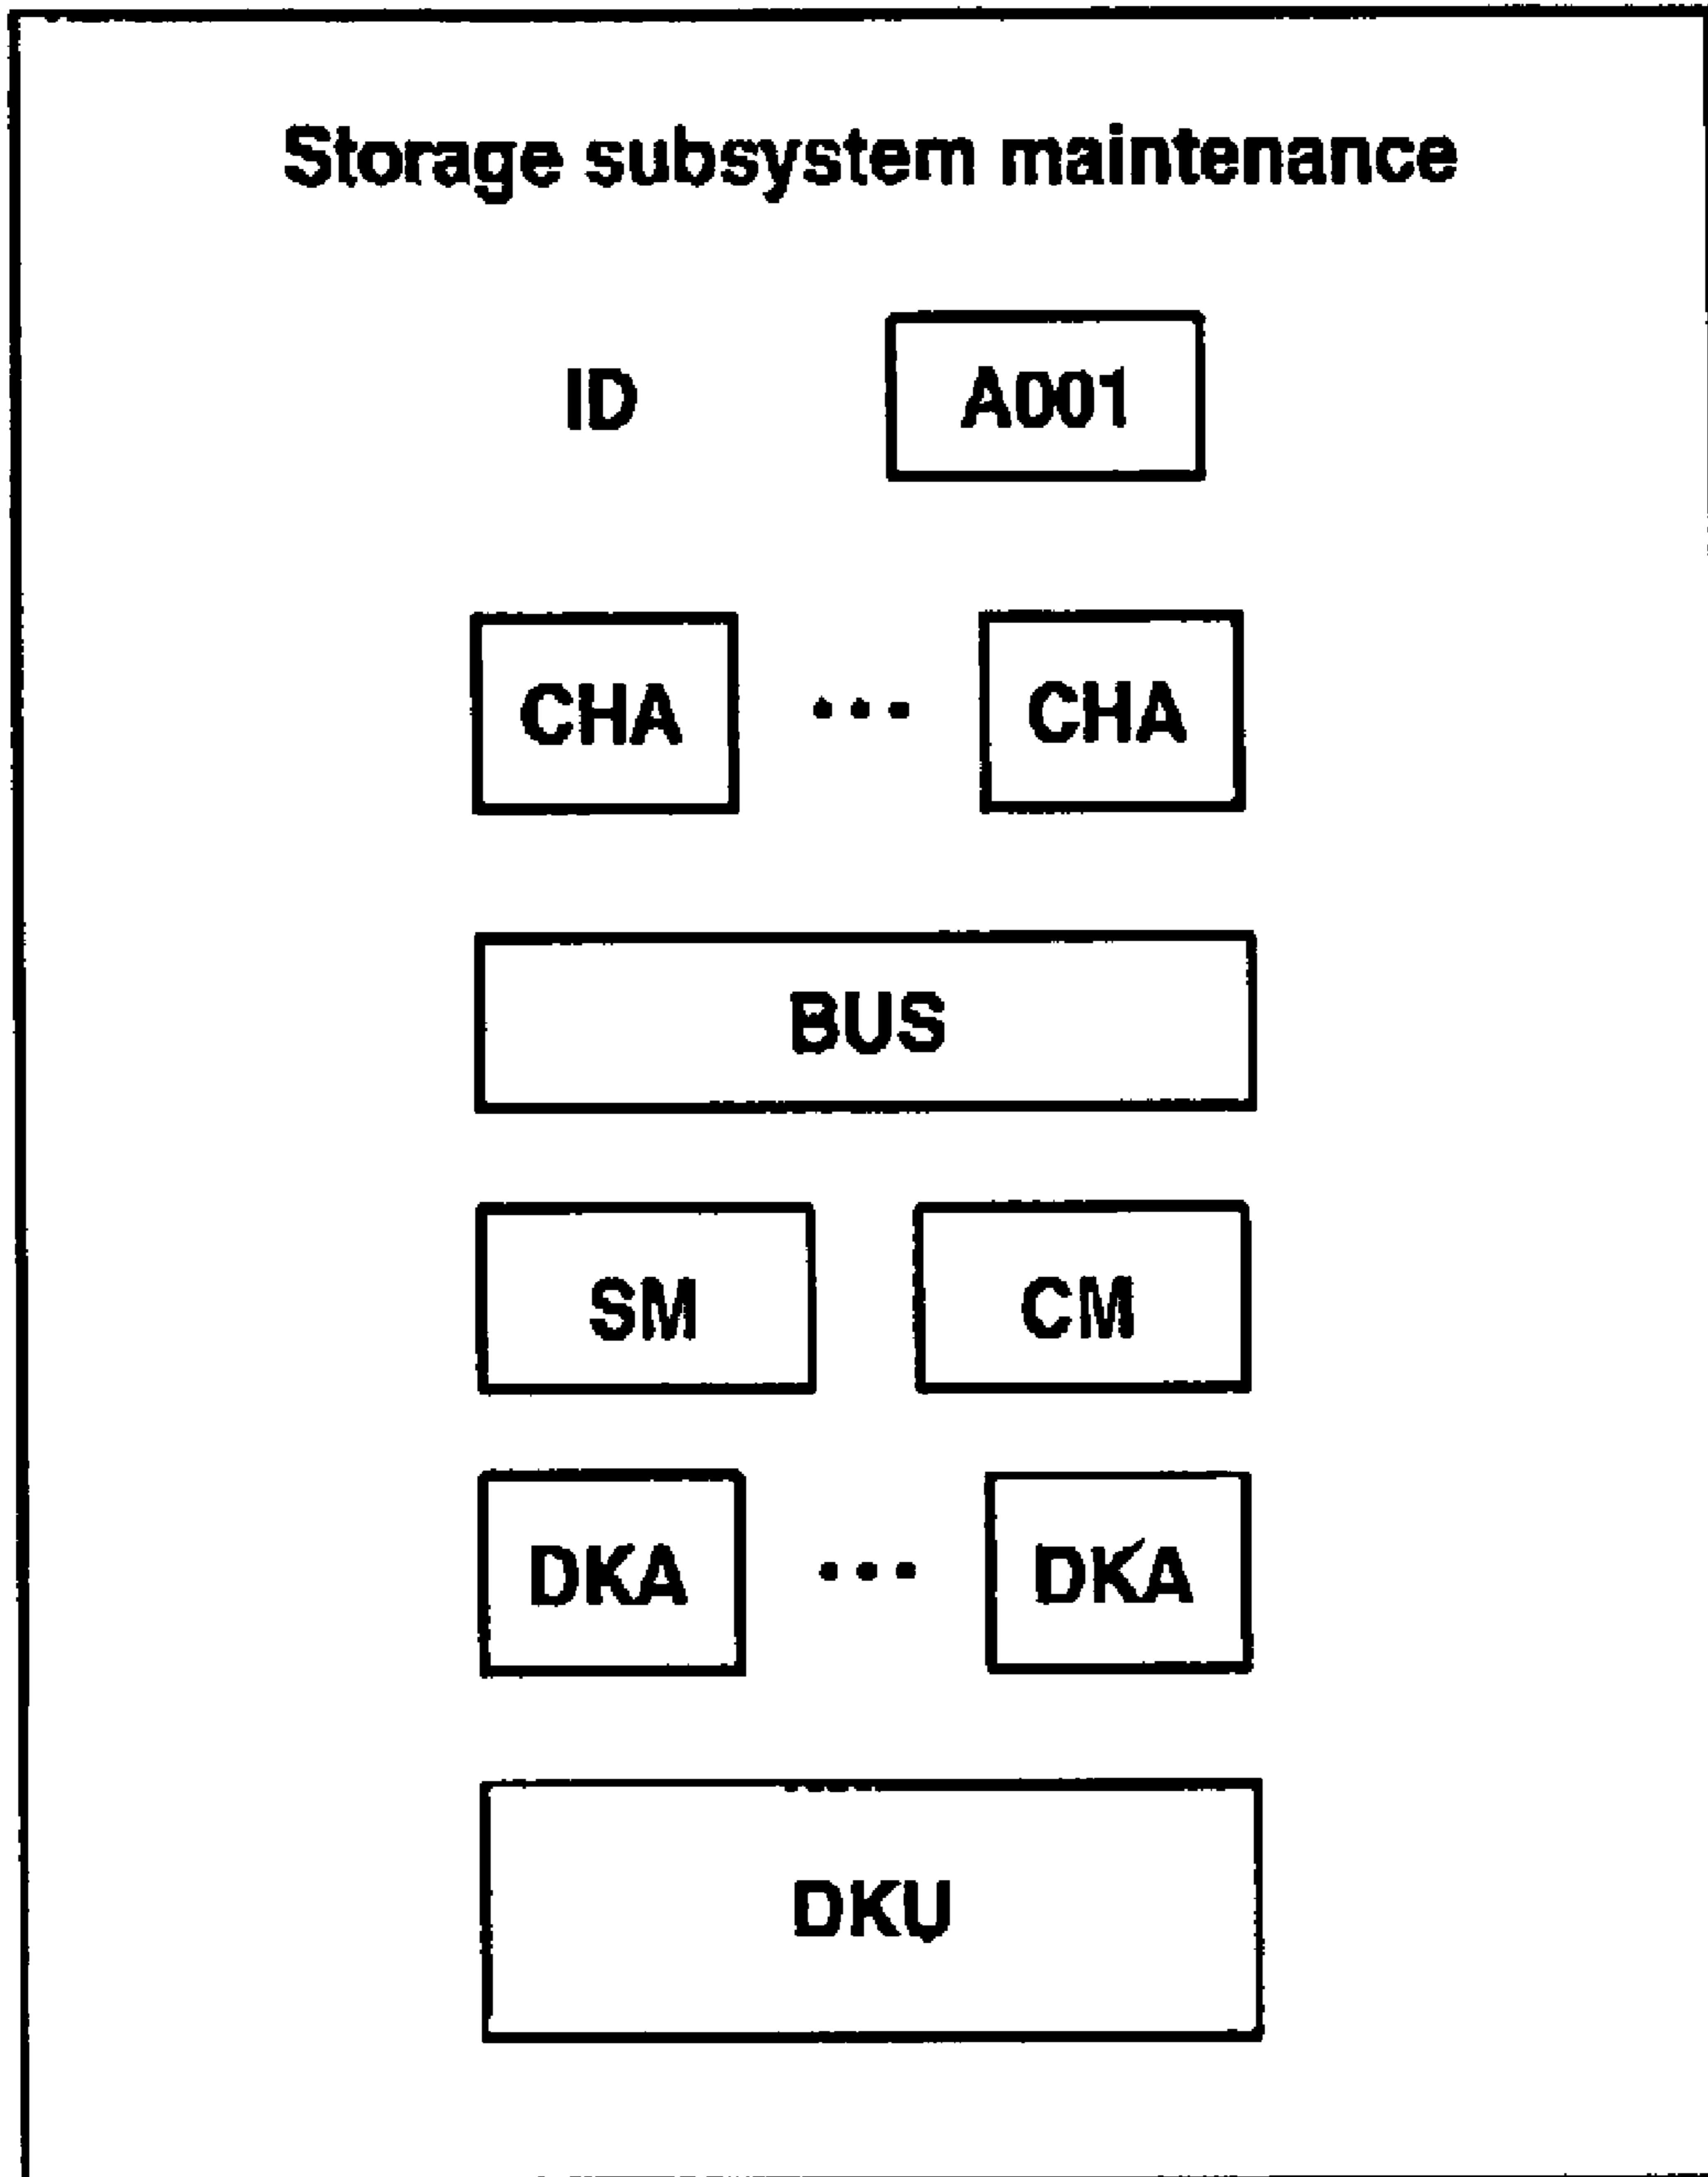 Storage subsystem maintenance
ID A001
CHA ••• CHA
BUS
SM CM
DKA ••• DKA
DKU